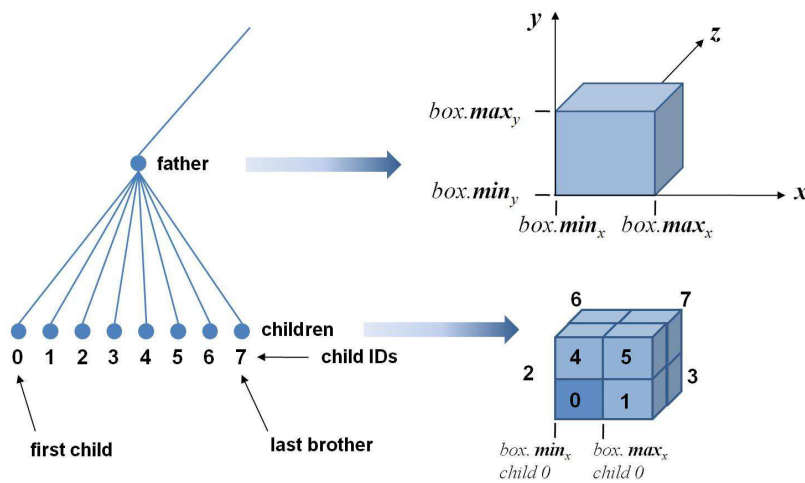 y
z
box.max_y
father
box.min_y
x
box.min_x
box.max_x
6
7
children
4
5
0
1
2
3
4
5
6
7
child IDs
2
3
0
1
first child
last brother
box. min_x
child 0
box. max_x
child 0